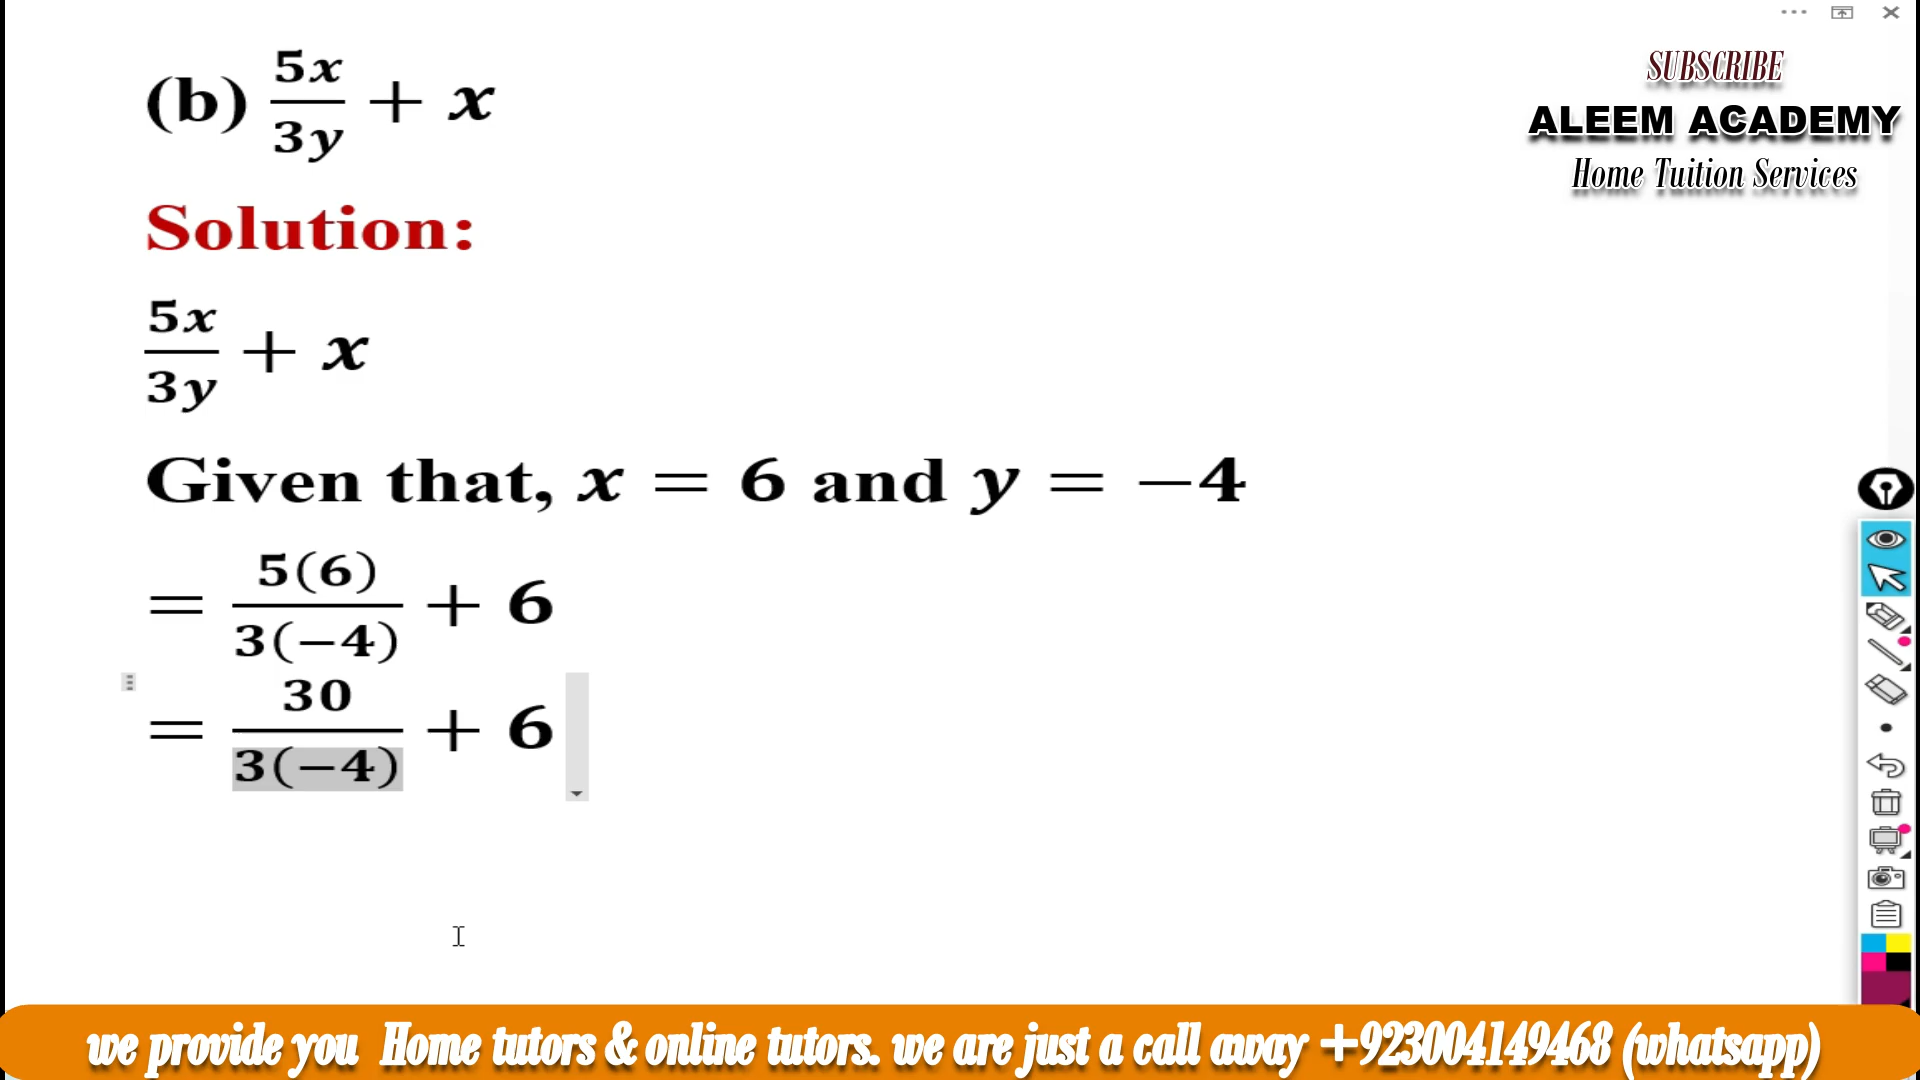 (b) 5x/3y + x
SUBSCRIBE
ALEEM ACADEMY
Home Tuition Services
Solution:
5x/3y + x
Given that, x = 6 and y = −4
= 5(6)/3(−4) + 6
= 30/3(−4) + 6
we provide you Home tutors & online tutors. we are just a call away +923004149468 (whatsapp)